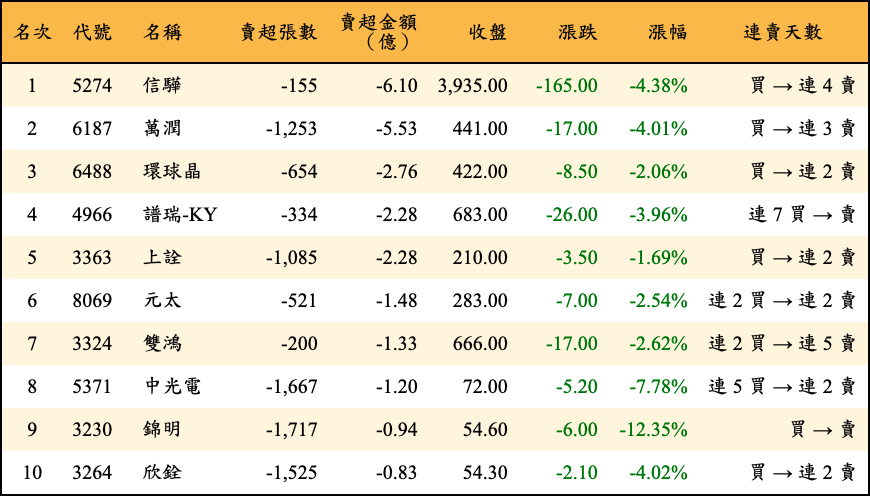 名次 代號 名稱 賣超張數 賣超金額（億） 收盤 漲跌 漲幅 連賣天數
1 5274 信驊 -155 -6.10 3,935.00 -165.00 -4.38% 買 → 連 4 賣
2 6187 萬潤 -1,253 -5.53 441.00 -17.00 -4.01% 買 → 連 3 賣
3 6488 環球晶 -654 -2.76 422.00 -8.50 -2.06% 買 → 連 2 賣
4 4966 譜瑞-KY -334 -2.28 683.00 -26.00 -3.96% 連 7 買 → 賣
5 3363 上詮 -1,085 -2.28 210.00 -3.50 -1.69% 買 → 連 2 賣
6 8069 元太 -521 -1.48 283.00 -7.00 -2.54% 連 2 買 → 連 2 賣
7 3324 雙鴻 -200 -1.33 666.00 -17.00 -2.62% 連 2 買 → 連 5 賣
8 5371 中光電 -1,667 -1.20 72.00 -5.20 -7.78% 連 5 買 → 連 2 賣
9 3230 錦明 -1,717 -0.94 54.60 -6.00 -12.35% 買 → 賣
10 3264 欣銓 -1,525 -0.83 54.30 -2.10 -4.02% 買 → 連 2 賣